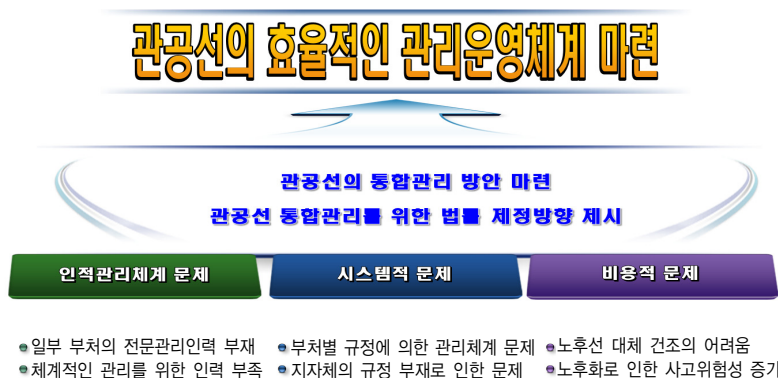 관공선의 효율적인 관리운영체계 마련
관공선의 통합관리 방안 마련
관공선 통합관리를 위한 법률 제정방향 제시
인적관리체계 문제
시스템적 문제
비용적 문제
일부 부처의 전문관리인력 부재
체계적인 관리를 위한 인력 부족
부처별 규정에 의한 관리체계 문제
지자체의 규정 부재로 인한 문제
노후선 대체 건조의 어려움
노후화로 인한 사고위험성 증가